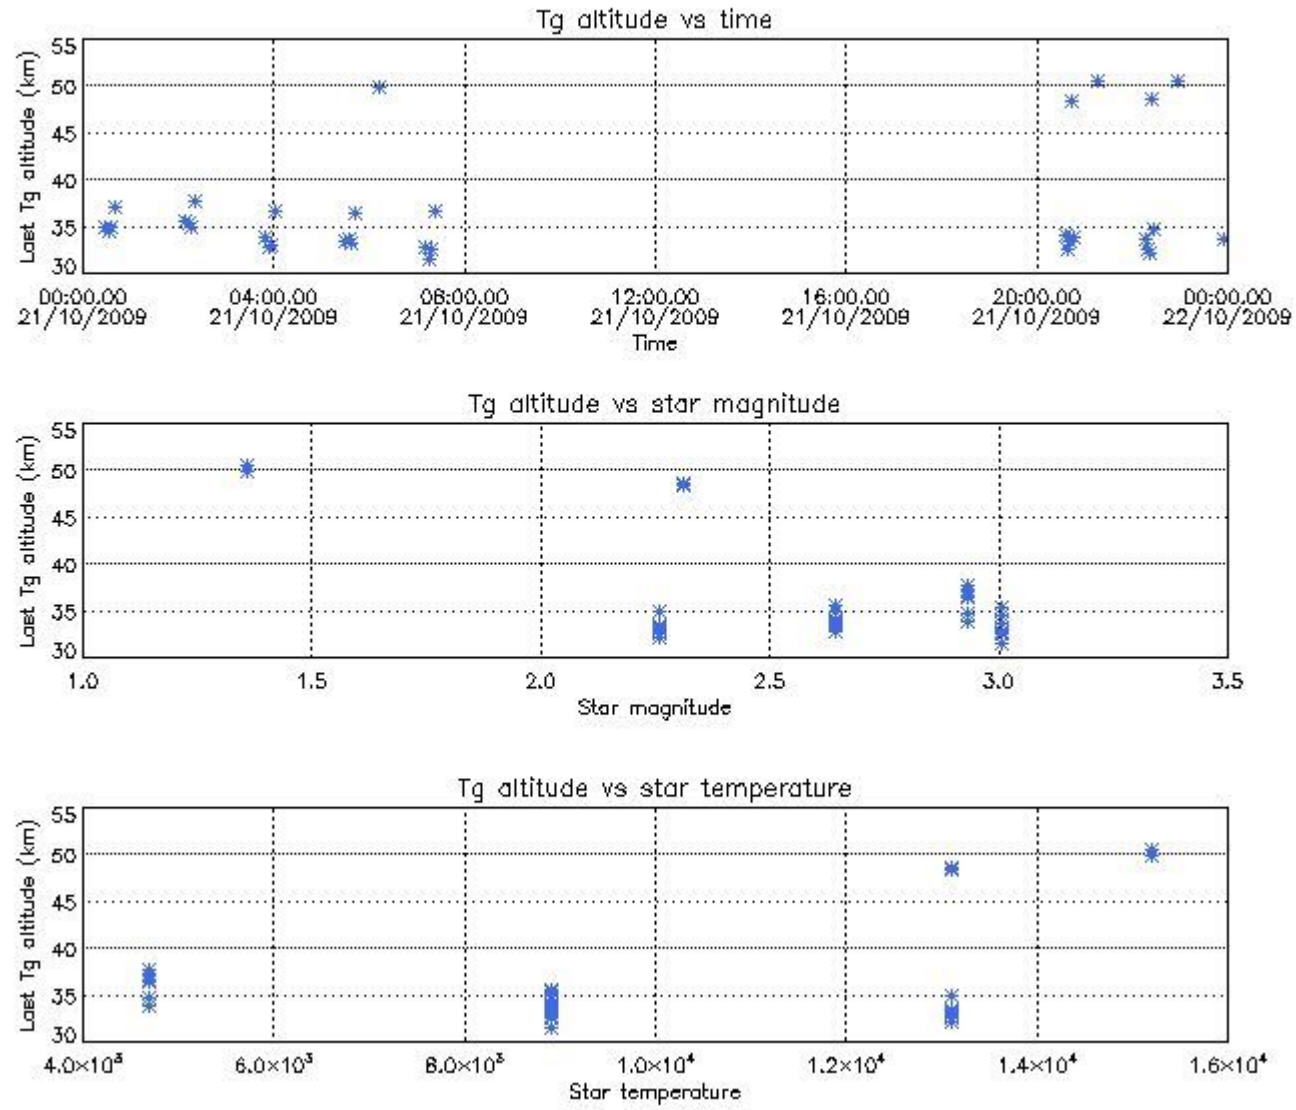 Tg altitude vs time
Last Tg altitude (km)
55
50
45
40
35
30
00:00.00 04:00.00 08:00.00 12:00.00 16:00.00 20:00.00 00:00.00
21/10/2009 21/10/2009 21/10/2009 21/10/2009 21/10/2009 21/10/2009 22/10/2009
Time
Tg altitude vs star magnitude
Last Tg altitude (km)
55
50
45
40
35
30
1.0 1.5 2.0 2.5 3.0 3.5
Star magnitude
Tg altitude vs star temperature
Last Tg altitude (km)
55
50
45
40
35
30
4.0×10³ 6.0×10³ 8.0×10³ 1.0×10⁴ 1.2×10⁴ 1.4×10⁴ 1.6×10⁴
Star temperature